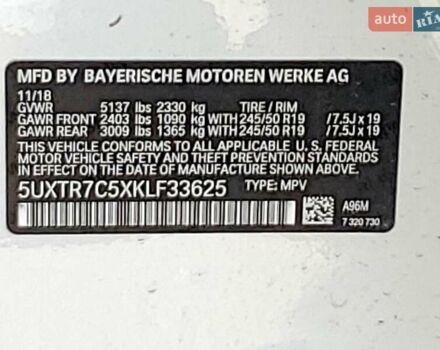 auto RIA
MFD BY BAYERISCHE MOTOREN WERKE AG
11/18
GVWR 5137 lbs 2330 kg TIRE / RIM
GAWR FRONT 2403 lbs 1090 kg WITH 245/50 R19 /7.5J x 19
GAWR REAR 3009 lbs 1365 kg WITH 245/50 R19 /7.5J x 19
THIS VEHICLE CONFORMS TO ALL APPLICABLE U. S. FEDERAL
MOTOR VEHICLE SAFETY, BUMPER, AND THEFT PREVENTION
STANDARDS IN EFFECT ON THE DATE OF MANUFACTURE SHOWN ABOVE.
5UXTR7C5XKLF33625 TYPE: MPV
A96M
7 320 730